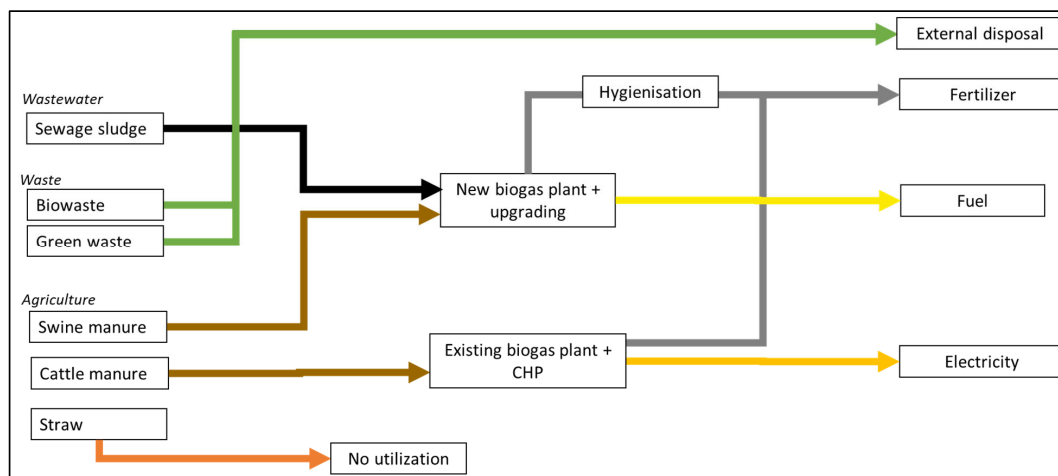 External disposal
Hygienisation
Fertilizer
Wastewater
Sewage sludge
Waste
Biowaste
Green waste
New biogas plant +
upgrading
Fuel
Agriculture
Swine manure
Cattle manure
Existing biogas plant +
CHP
Electricity
Straw
No utilization